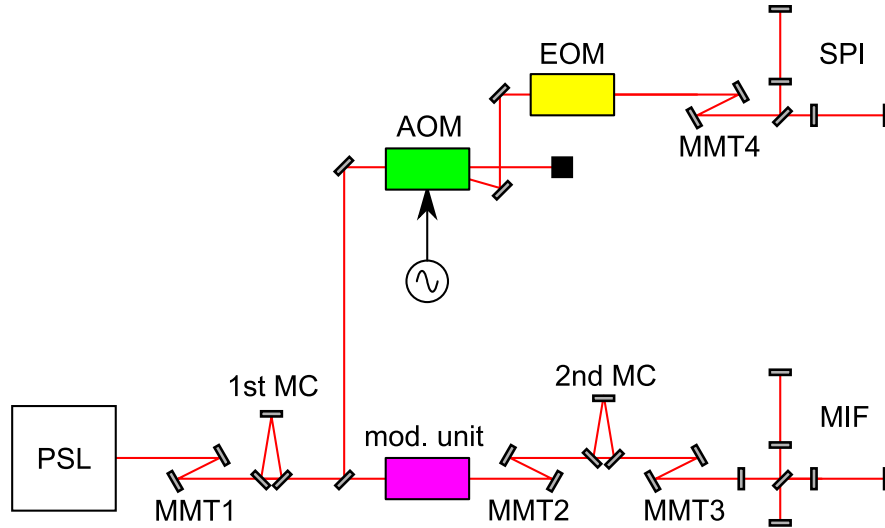 EOM
SPI
AOM
MMT4
1st MC
2nd MC
MIF
mod. unit
PSL
MMT1
MMT2
MMT3